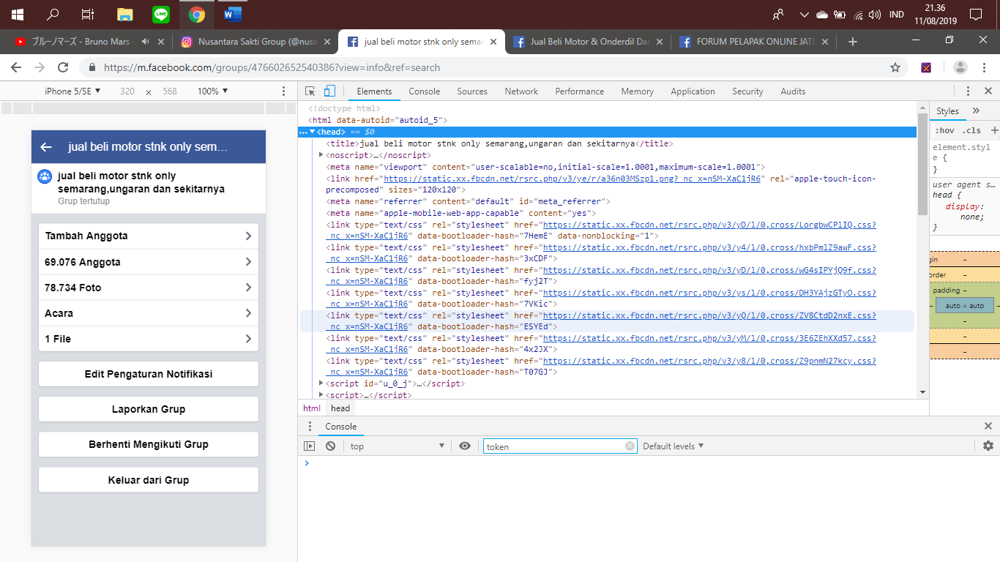 IND
21.36
11/08/2019
ブルーノマーズ - Bruno Mars -
Nusantara Sakti Group (@nusa
jual beli motor stnk only semar
Jual Beli Motor & Onderdil Dae
FORUM PELAPAK ONLINE JATE
https://m.facebook.com/groups/476602652540386?view=info&ref=search
iPhone 5/SE ▼ 320 × 568 100% ▼
Elements Console Sources Network Performance Memory Application Security Audits
jual beli motor stnk only sem...
jual beli motor stnk only
semarang,ungaran dan sekitarnya
Grup tertutup
Tambah Anggota
69.076 Anggota
78.734 Foto
Acara
1 File
Edit Pengaturan Notifikasi
Laporkan Grup
Berhenti Mengikuti Grup
Keluar dari Grup
<!doctype html>
<html data-autoid="autoid_5">
...▼<head> == $0
<title>jual beli motor stnk only semarang,ungaran dan sekitarnya</title>
▶<noscript>…</noscript>
<meta name="viewport" content="user-scalable=no,initial-scale=1.0001,maximum-scale=1.0001">
<link href="https://static.xx.fbcdn.net/rsrc.php/v3/ye/r/a36n03MSzp1.png?_nc_x=nSM-XaC1jR6" rel="apple-touch-icon-
precomposed" sizes="120x120">
<meta name="referrer" content="default" id="meta_referrer">
<meta name="apple-mobile-web-app-capable" content="yes">
<link type="text/css" rel="stylesheet" href="https://static.xx.fbcdn.net/rsrc.php/v3/yD/l/0,cross/LorgbwCPlIQ.css?
_nc_x=nSM-XaC1jR6" data-bootloader-hash="7HemE" data-nonblocking="1">
<link type="text/css" rel="stylesheet" href="https://static.xx.fbcdn.net/rsrc.php/v3/y4/l/0,cross/hxbPmlZ9awF.css?
_nc_x=nSM-XaC1jR6" data-bootloader-hash="3xCDF">
<link type="text/css" rel="stylesheet" href="https://static.xx.fbcdn.net/rsrc.php/v3/yD/l/0,cross/wG4sIPYjQ9f.css?
_nc_x=nSM-XaC1jR6" data-bootloader-hash="fyj2T">
<link type="text/css" rel="stylesheet" href="https://static.xx.fbcdn.net/rsrc.php/v3/ys/l/0,cross/DH3YAjzGTyO.css?
_nc_x=nSM-XaC1jR6" data-bootloader-hash="7VKic">
<link type="text/css" rel="stylesheet" href="https://static.xx.fbcdn.net/rsrc.php/v3/yQ/l/0,cross/ZV8CtdD2nxE.css?
_nc_x=nSM-XaC1jR6" data-bootloader-hash="ESYEd">
<link type="text/css" rel="stylesheet" href="https://static.xx.fbcdn.net/rsrc.php/v3/yM/l/0,cross/3E6ZEhXXd57.css?
_nc_x=nSM-XaC1jR6" data-bootloader-hash="4x2JX">
<link type="text/css" rel="stylesheet" href="https://static.xx.fbcdn.net/rsrc.php/v3/y8/l/0,cross/Z9pnmN27kcy.css?
_nc_x=nSM-XaC1jR6" data-bootloader-hash="T07GJ">
▶<script id="u_0_j">…</script>
▶<script>…</script>
html head
Styles »
:hov .cls +
element.styl
e {
}
user agent s…
head {
display:
none;
}
gin –
order –
padding –
– auto × auto –
–
–
–
Console
top ▼ token Default levels ▼
>